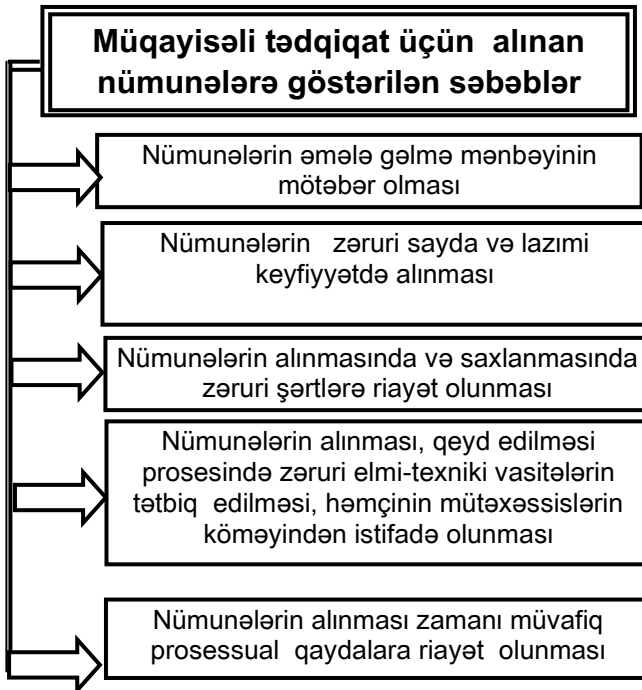 Müqayisəli tədqiqat üçün alınan
nümunələrə göstərilən səbəblər
Nümunələrin əmələ gəlmə mənbəyinin
mötəbər olması
Nümunələrin zəruri sayda və lazımi
keyfiyyətdə alınması
Nümunələrin alınmasında və saxlanmasında
zəruri şərtlərə riayət olunması
Nümunələrin alınması, qeyd edilməsi
prosesində zəruri elmi-texniki vasitələrin
tətbiq edilməsi, həmçinin mütəxəssislərin
köməyindən istifadə olunması
Nümunələrin alınması zamanı müvafiq
prosessual qaydalara riayət olunması